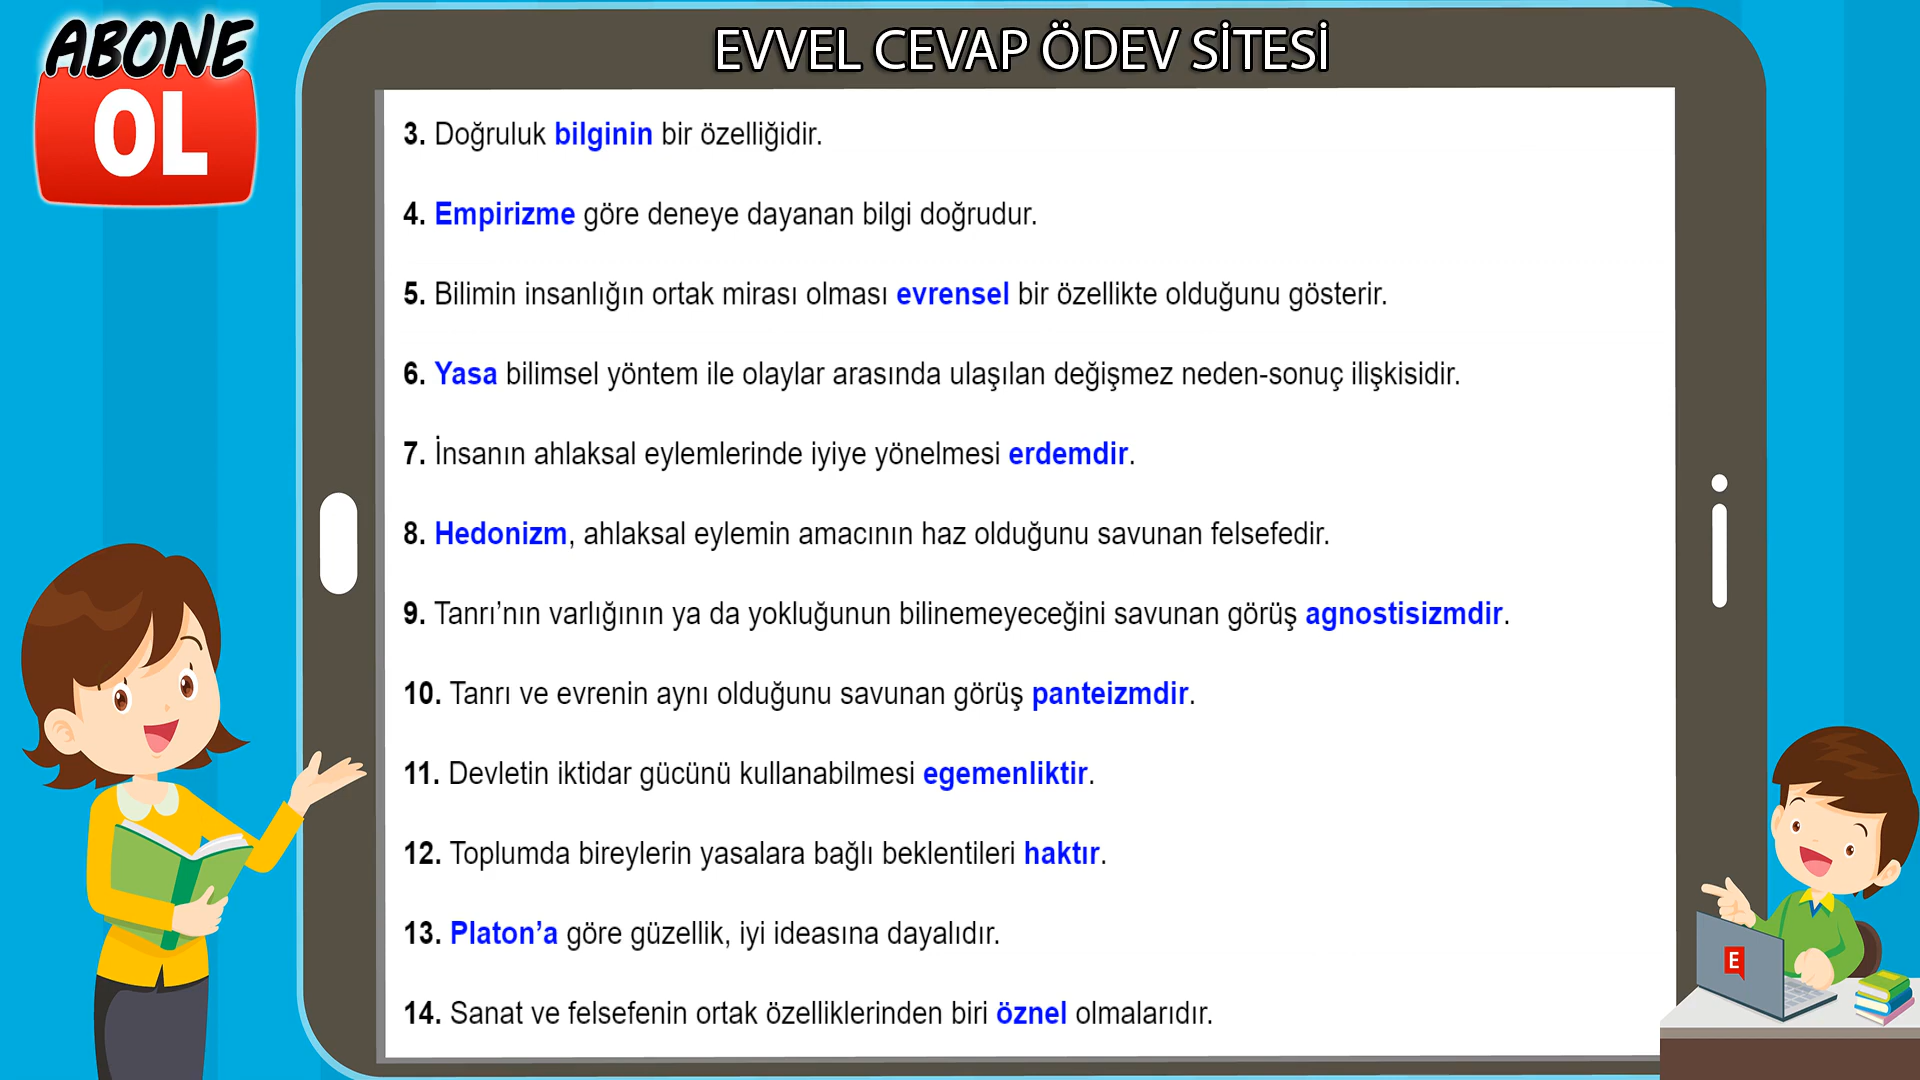 ABONE
OL
EVVEL CEVAP ÖDEV SİTESİ
3. Doğruluk bilginin bir özelliğidir.
4. Empirizme göre deneye dayanan bilgi doğrudur.
5. Bilimin insanlığın ortak mirası olması evrensel bir özellikte olduğunu gösterir.
6. Yasa bilimsel yöntem ile olaylar arasında ulaşılan değişmez neden-sonuç ilişkisidir.
7. İnsanın ahlaksal eylemlerinde iyiye yönelmesi erdemdir.
8. Hedonizm, ahlaksal eylemin amacının haz olduğunu savunan felsefedir.
9. Tanrı’nın varlığının ya da yokluğunun bilinemeyeceğini savunan görüş agnostisizmdir.
10. Tanrı ve evrenin aynı olduğunu savunan görüş panteizmdir.
11. Devletin iktidar gücünü kullanabilmesi egemenliktir.
12. Toplumda bireylerin yasalara bağlı beklentileri haktır.
13. Platon’a göre güzellik, iyi ideasına dayalıdır.
14. Sanat ve felsefenin ortak özelliklerinden biri öznel olmalarıdır.
E